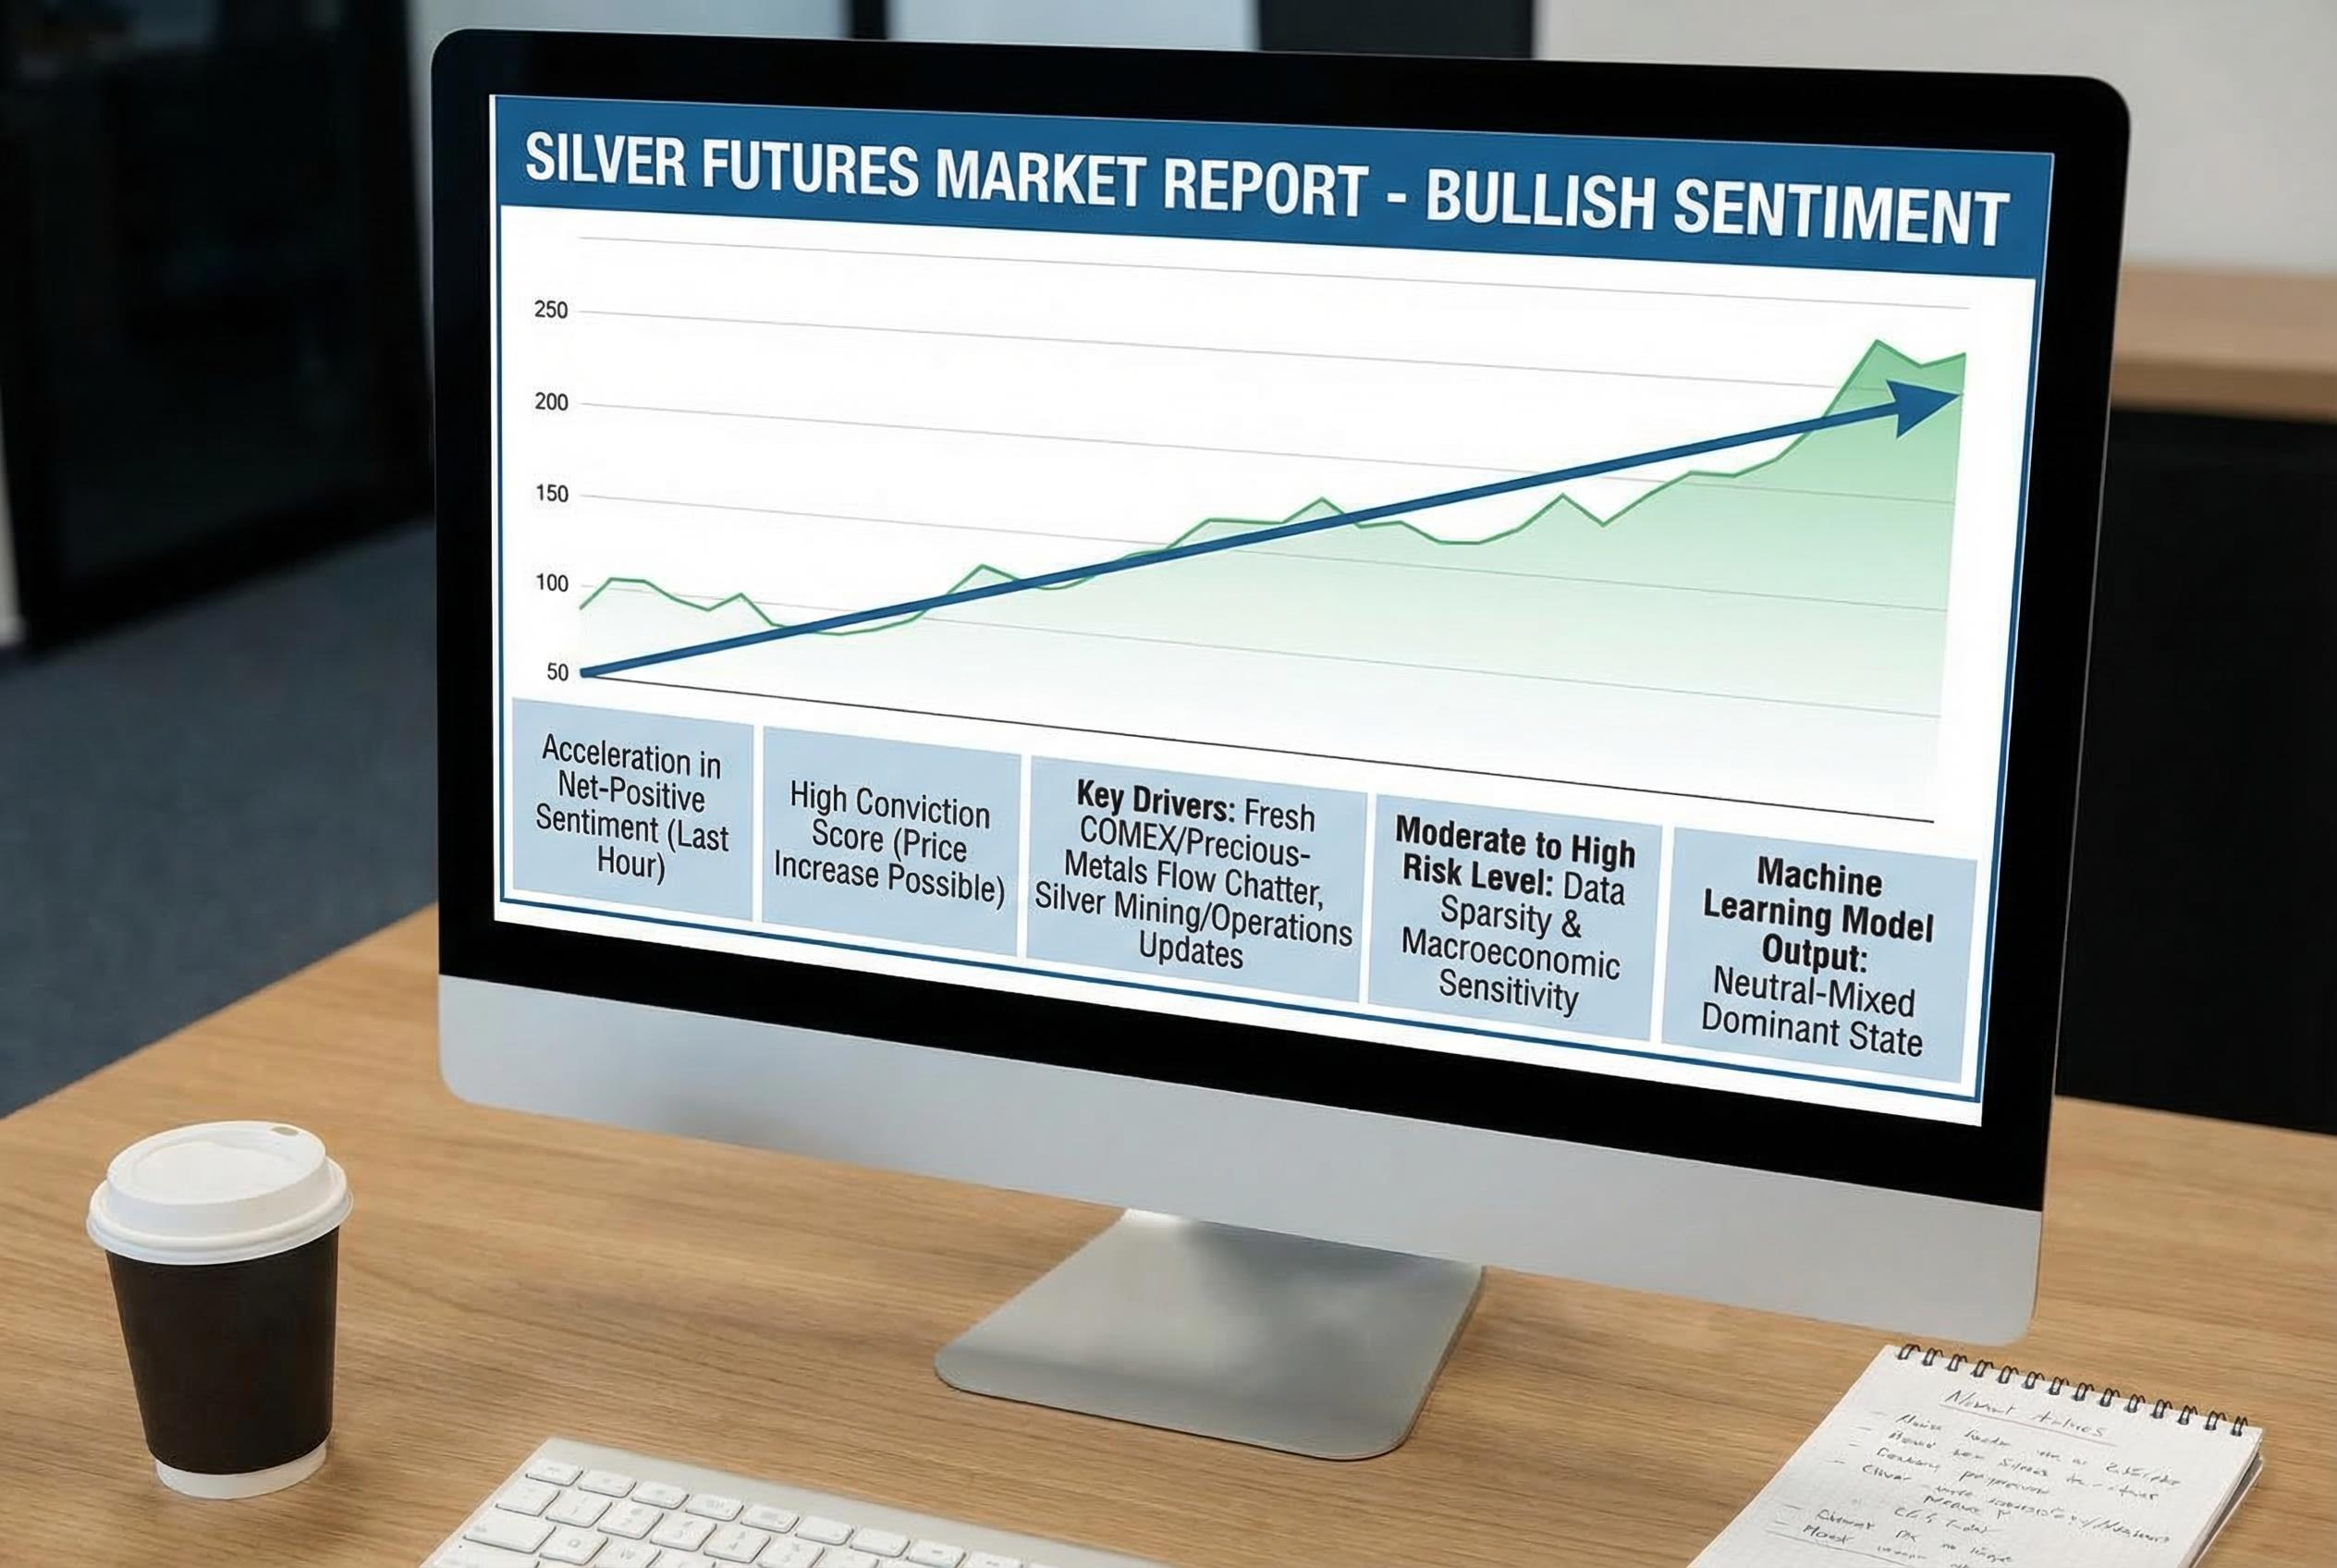 SILVER FUTURES MARKET REPORT - BULLISH SENTIMENT
250
200
150
100
50
Acceleration in
Net-Positive
Sentiment (Last
Hour)
High Conviction
Score (Price
Increase Possible)
Key Drivers: Fresh
COMEX/Precious-
Metals Flow Chatter,
Silver Mining/Operations
Updates
Moderate to High
Risk Level: Data
Sparsity &
Macroeconomic
Sensitivity
Machine
Learning Model
Output:
Neutral-Mixed
Dominant State